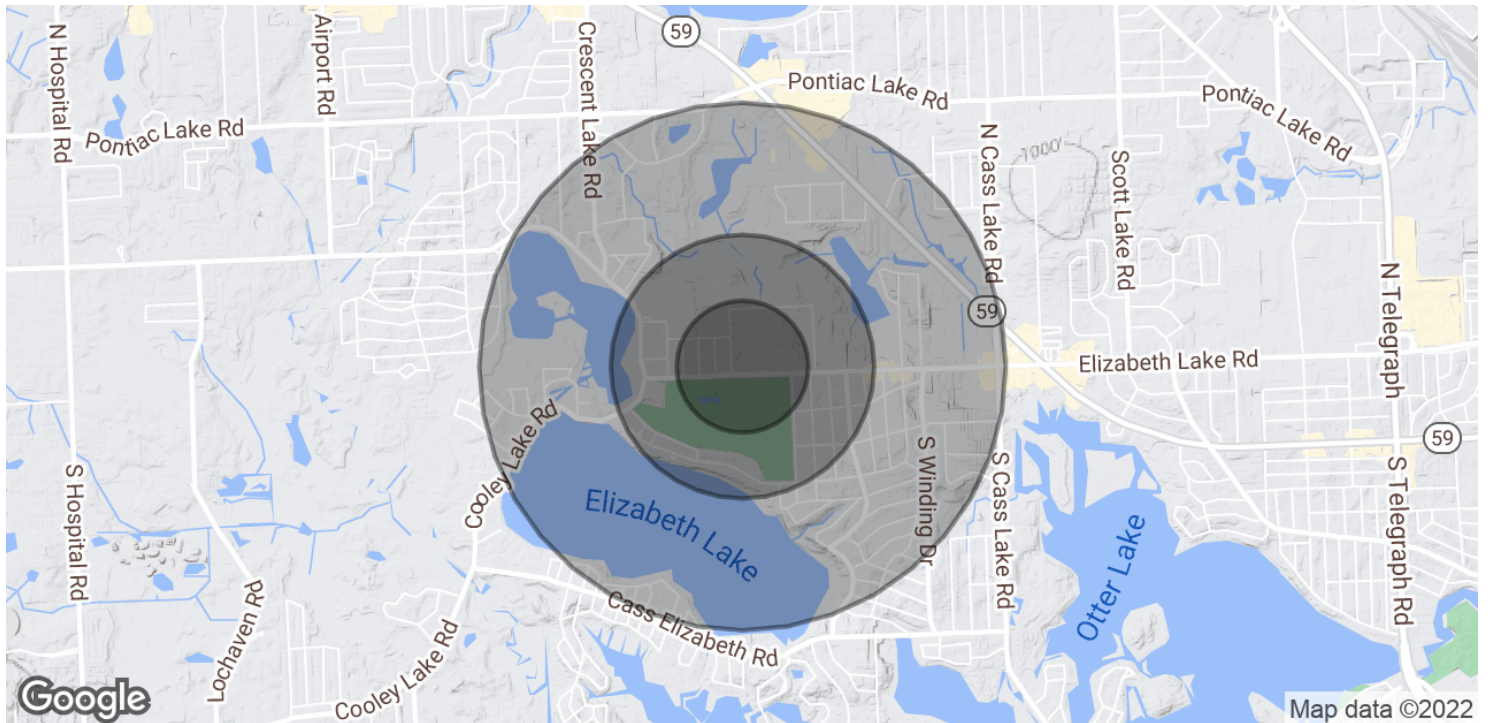 N Hospital Rd
Airport Rd
Crescent Lake Rd
59
Pontiac Lake Rd
Pontiac Lake Rd
Pontiac Lake Rd
N Cass Lake Rd
Scott Lake Rd
1000'
N Telegraph
59
Elizabeth Lake Rd
59
Cooley Lake Rd
S Hospital Rd
S Winding Dr
S Cass Lake Rd
S Telegraph Rd
Elizabeth Lake
Otter Lake
Lochaven Rd
Cass Elizabeth Rd
Cooley Lake Rd
Google
Map data ©2022